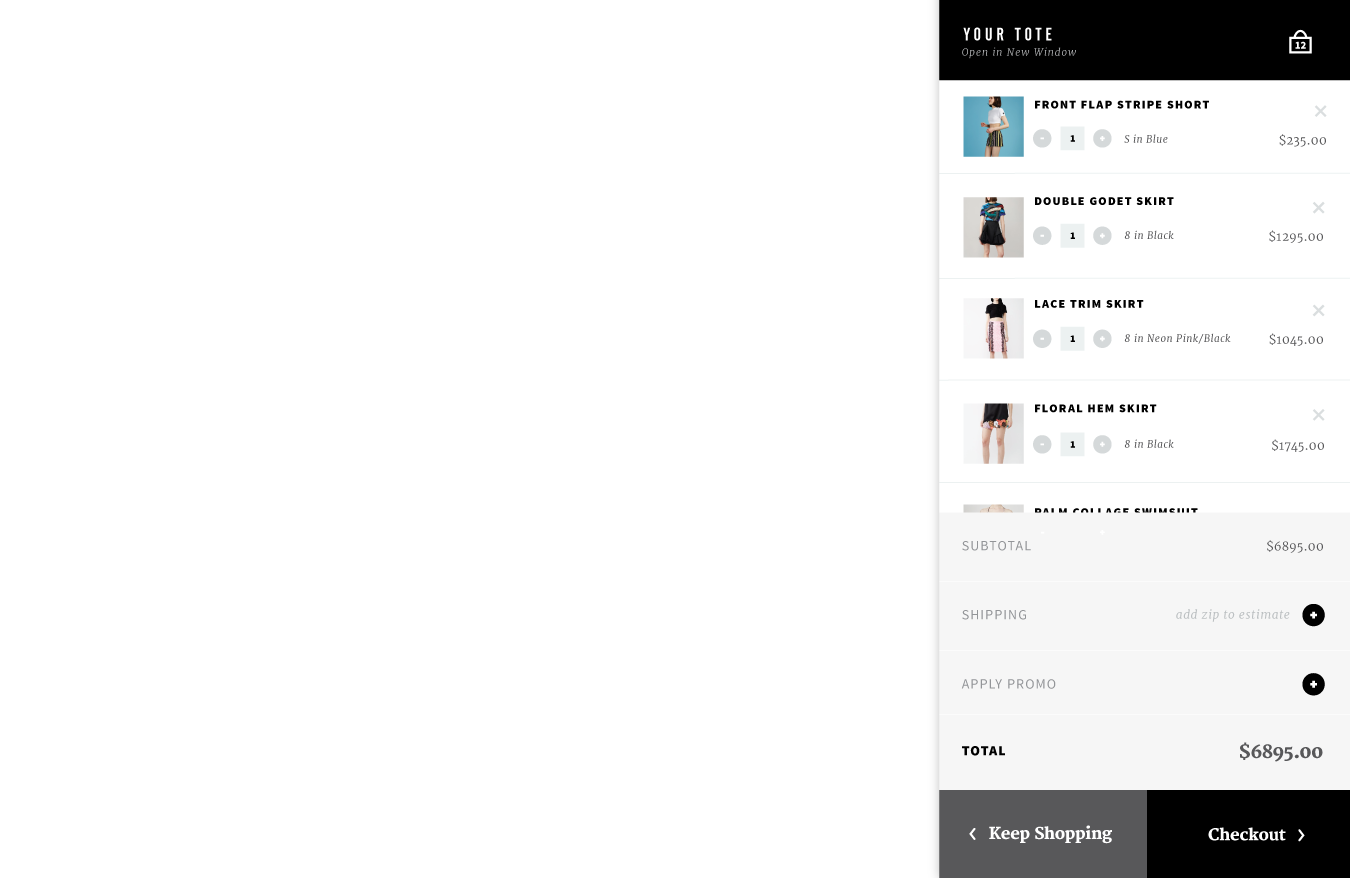 YOUR TOTE
Open in New Window
12
FRONT FLAP STRIPE SHORT
- 1 + S in Blue $235.00
DOUBLE GODET SKIRT
- 1 + 8 in Black $1295.00
LACE TRIM SKIRT
- 1 + 8 in Neon Pink/Black $1045.00
FLORAL HEM SKIRT
- 1 + 8 in Black $1745.00
PALM COLLAGE SWIMSUIT
SUBTOTAL $6895.00
SHIPPING add zip to estimate +
APPLY PROMO +
TOTAL $6895.00
Keep Shopping
Checkout